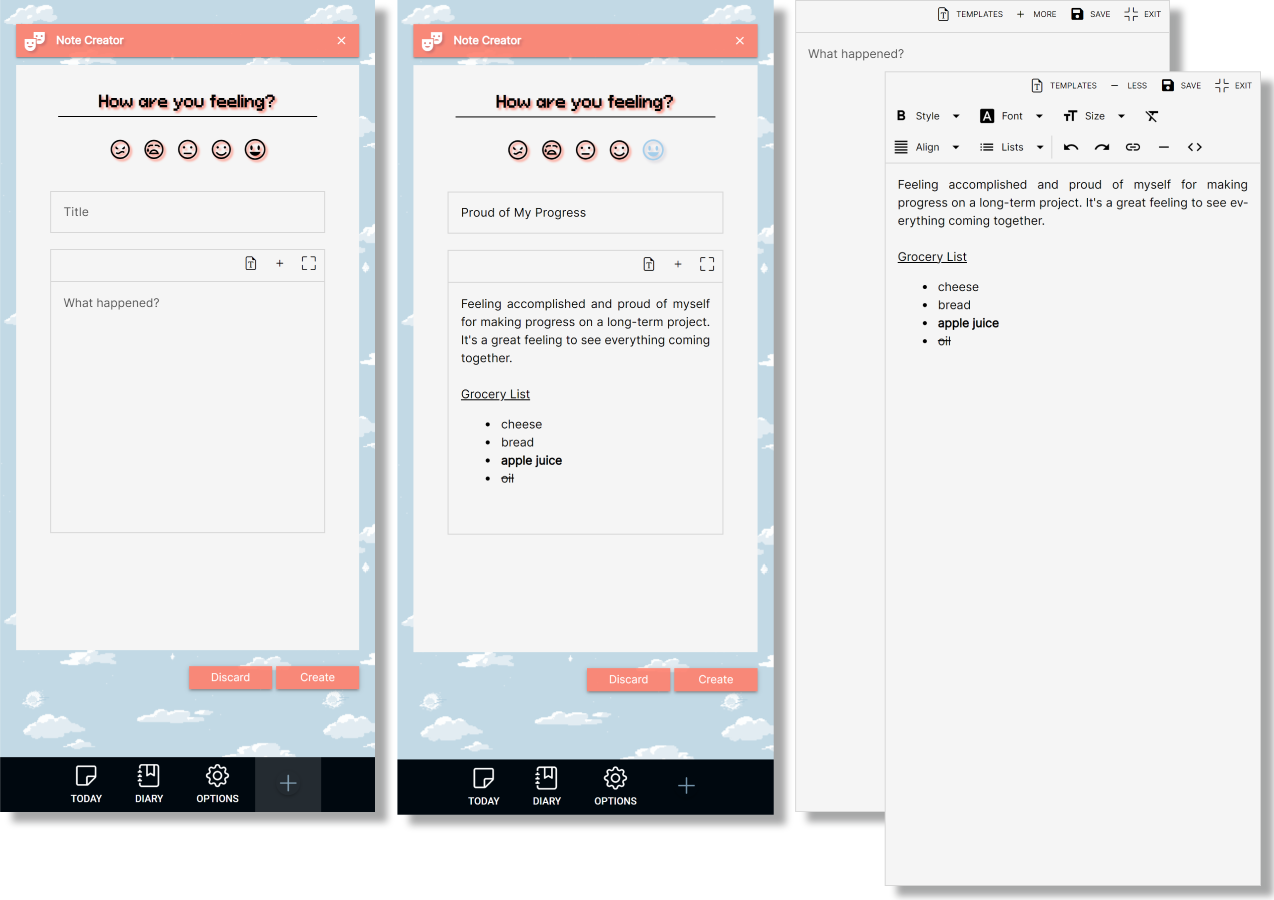 Note Creator
How are you feeling?
Title
What happened?
Discard Create
TODAY DIARY OPTIONS
Note Creator
How are you feeling?
Proud of My Progress
Feeling accomplished and proud of myself
for making progress on a long-term project.
It's a great feeling to see everything coming
together.
Grocery List
• cheese
• bread
• apple juice
• oil
Discard Create
TODAY DIARY OPTIONS
TEMPLATES + MORE SAVE EXIT
What happened?
TEMPLATES − LESS SAVE EXIT
B Style A Font TT Size
Align Lists
Feeling accomplished and proud of myself for making
progress on a long-term project. It's a great feeling to see ev-
erything coming together.
Grocery List
• cheese
• bread
• apple juice
• oil